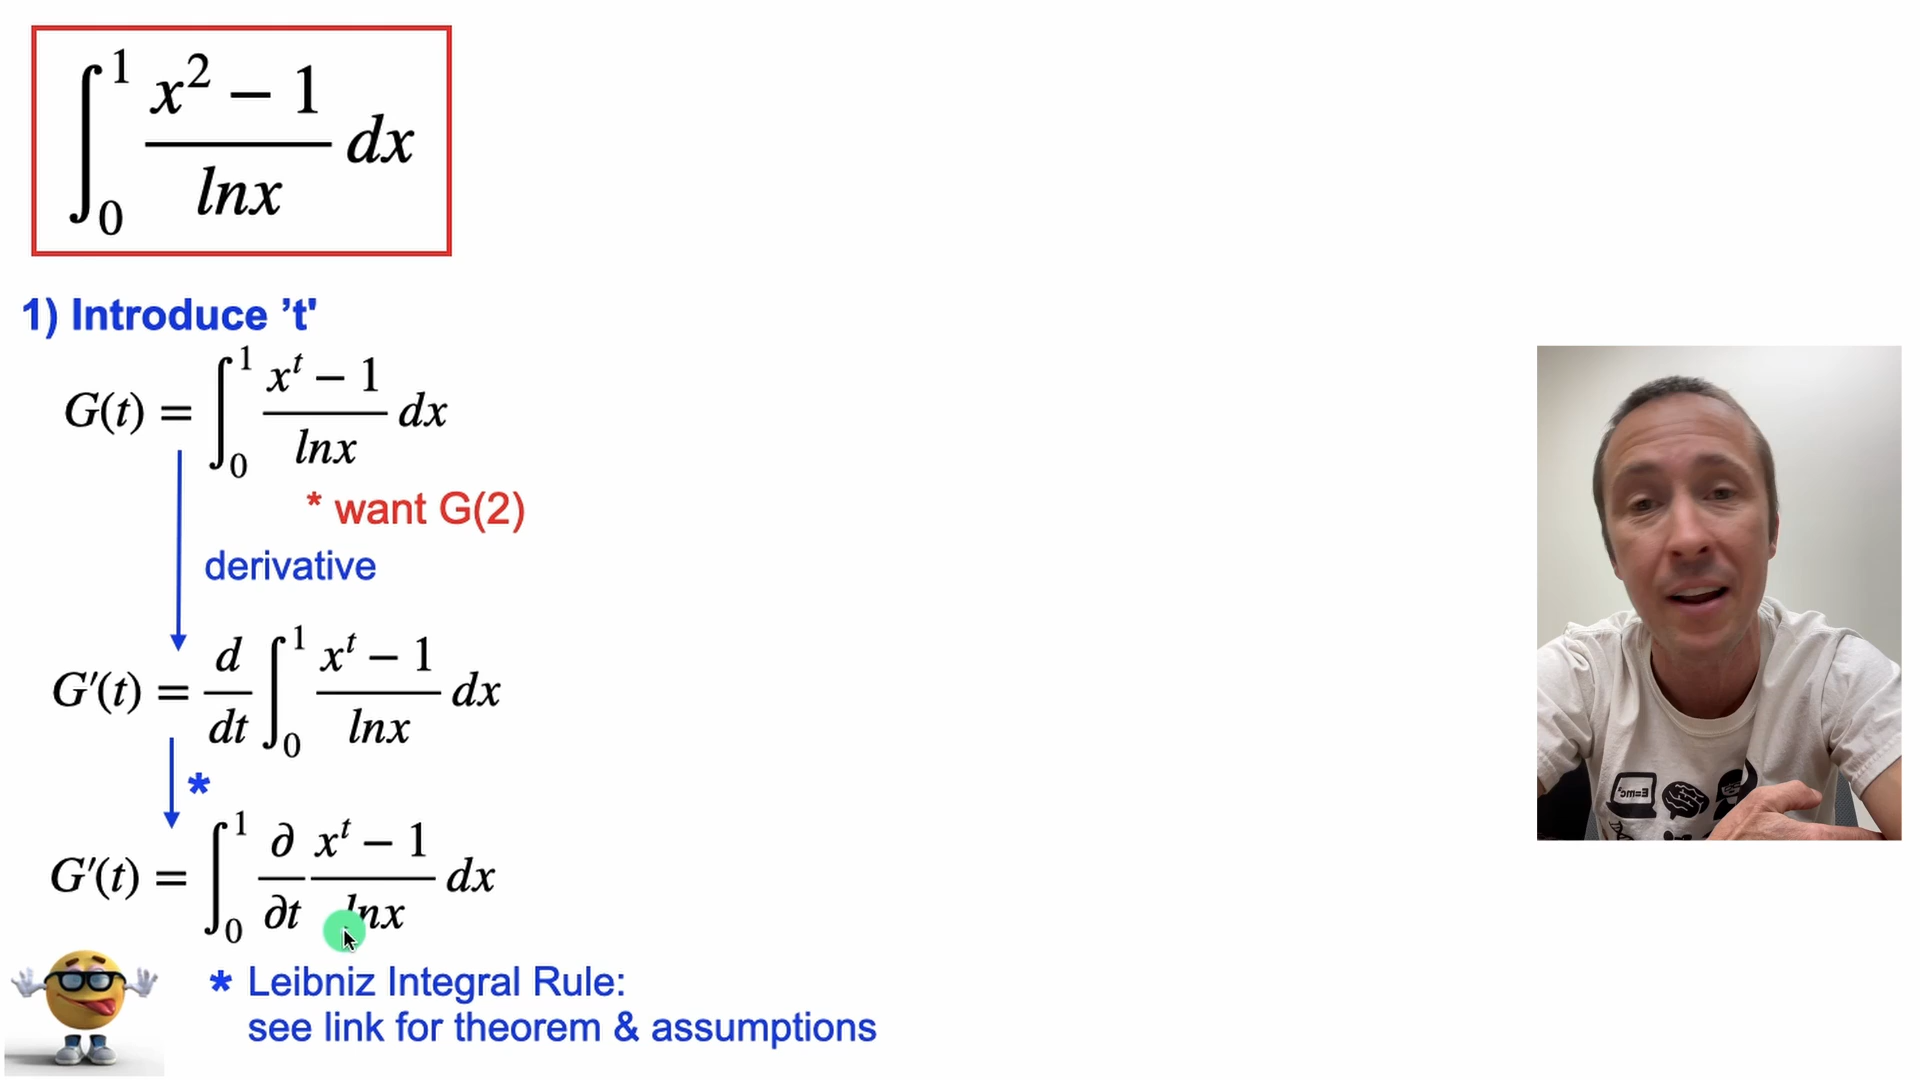 ∫₀¹ (x² − 1)/(lnx) dx
1) Introduce ’t'
G(t) = ∫₀¹ (xᵗ − 1)/(lnx) dx
* want G(2)
derivative
G′(t) = d/dt ∫₀¹ (xᵗ − 1)/(lnx) dx
*
G′(t) = ∫₀¹ ∂/∂t (xᵗ − 1)/(lnx) dx
* Leibniz Integral Rule:
see link for theorem & assumptions
E=mc²